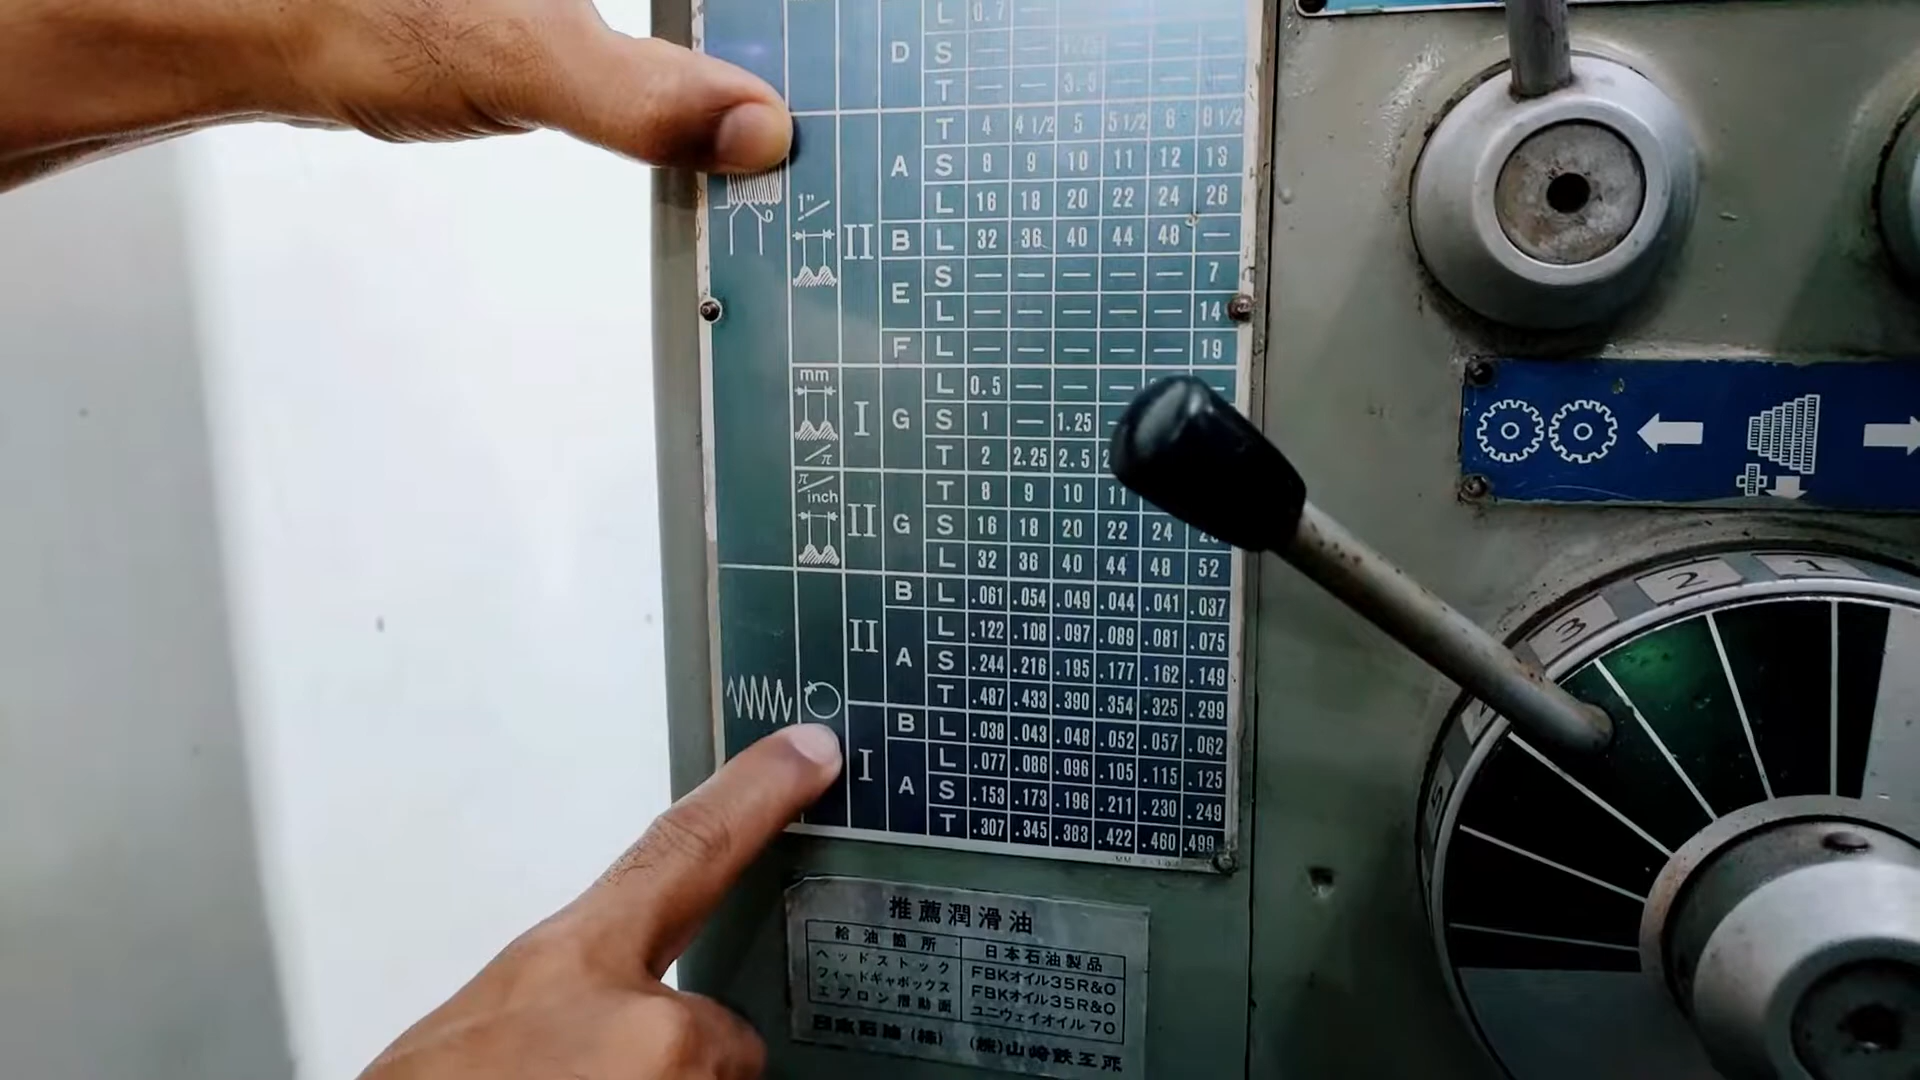 L 0.7 —
D S — — 1.75 — — —
T — — 3.5 — — —
T 4 4 1/2 5 5 1/2 6 6 1/2
A S 8 9 10 11 12 13
L 16 18 20 22 24 26
1" II B L 32 36 40 44 48 —
S — — — — — 7
E L — — — — — 14
F L — — — — — 19
mm L 0.5 — — — —
I G S 1 — 1.25 —
/π T 2 2.25 2.5
π/inch T 8 9 10 11
II G S 16 18 20 22 24
L 32 36 40 44 48 52
B L .061 .054 .049 .044 .041 .037
II L .122 .108 .097 .089 .081 .075
A S .244 .216 .195 .177 .162 .149
T .487 .433 .390 .354 .325 .299
B L .038 .043 .048 .052 .057 .062
I L .077 .086 .096 .105 .115 .125
A S .153 .173 .196 .211 .230 .249
T .307 .345 .383 .422 .460 .499
3 2 1
5
推薦潤滑油
給油箇所 日本石油製品
ヘッドストック FBKオイル35R&O
フィードギヤボックス FBKオイル35R&O
エプロン摺動面 ユニウェイオイル70
日本石油(株) (株)山崎鉄工所